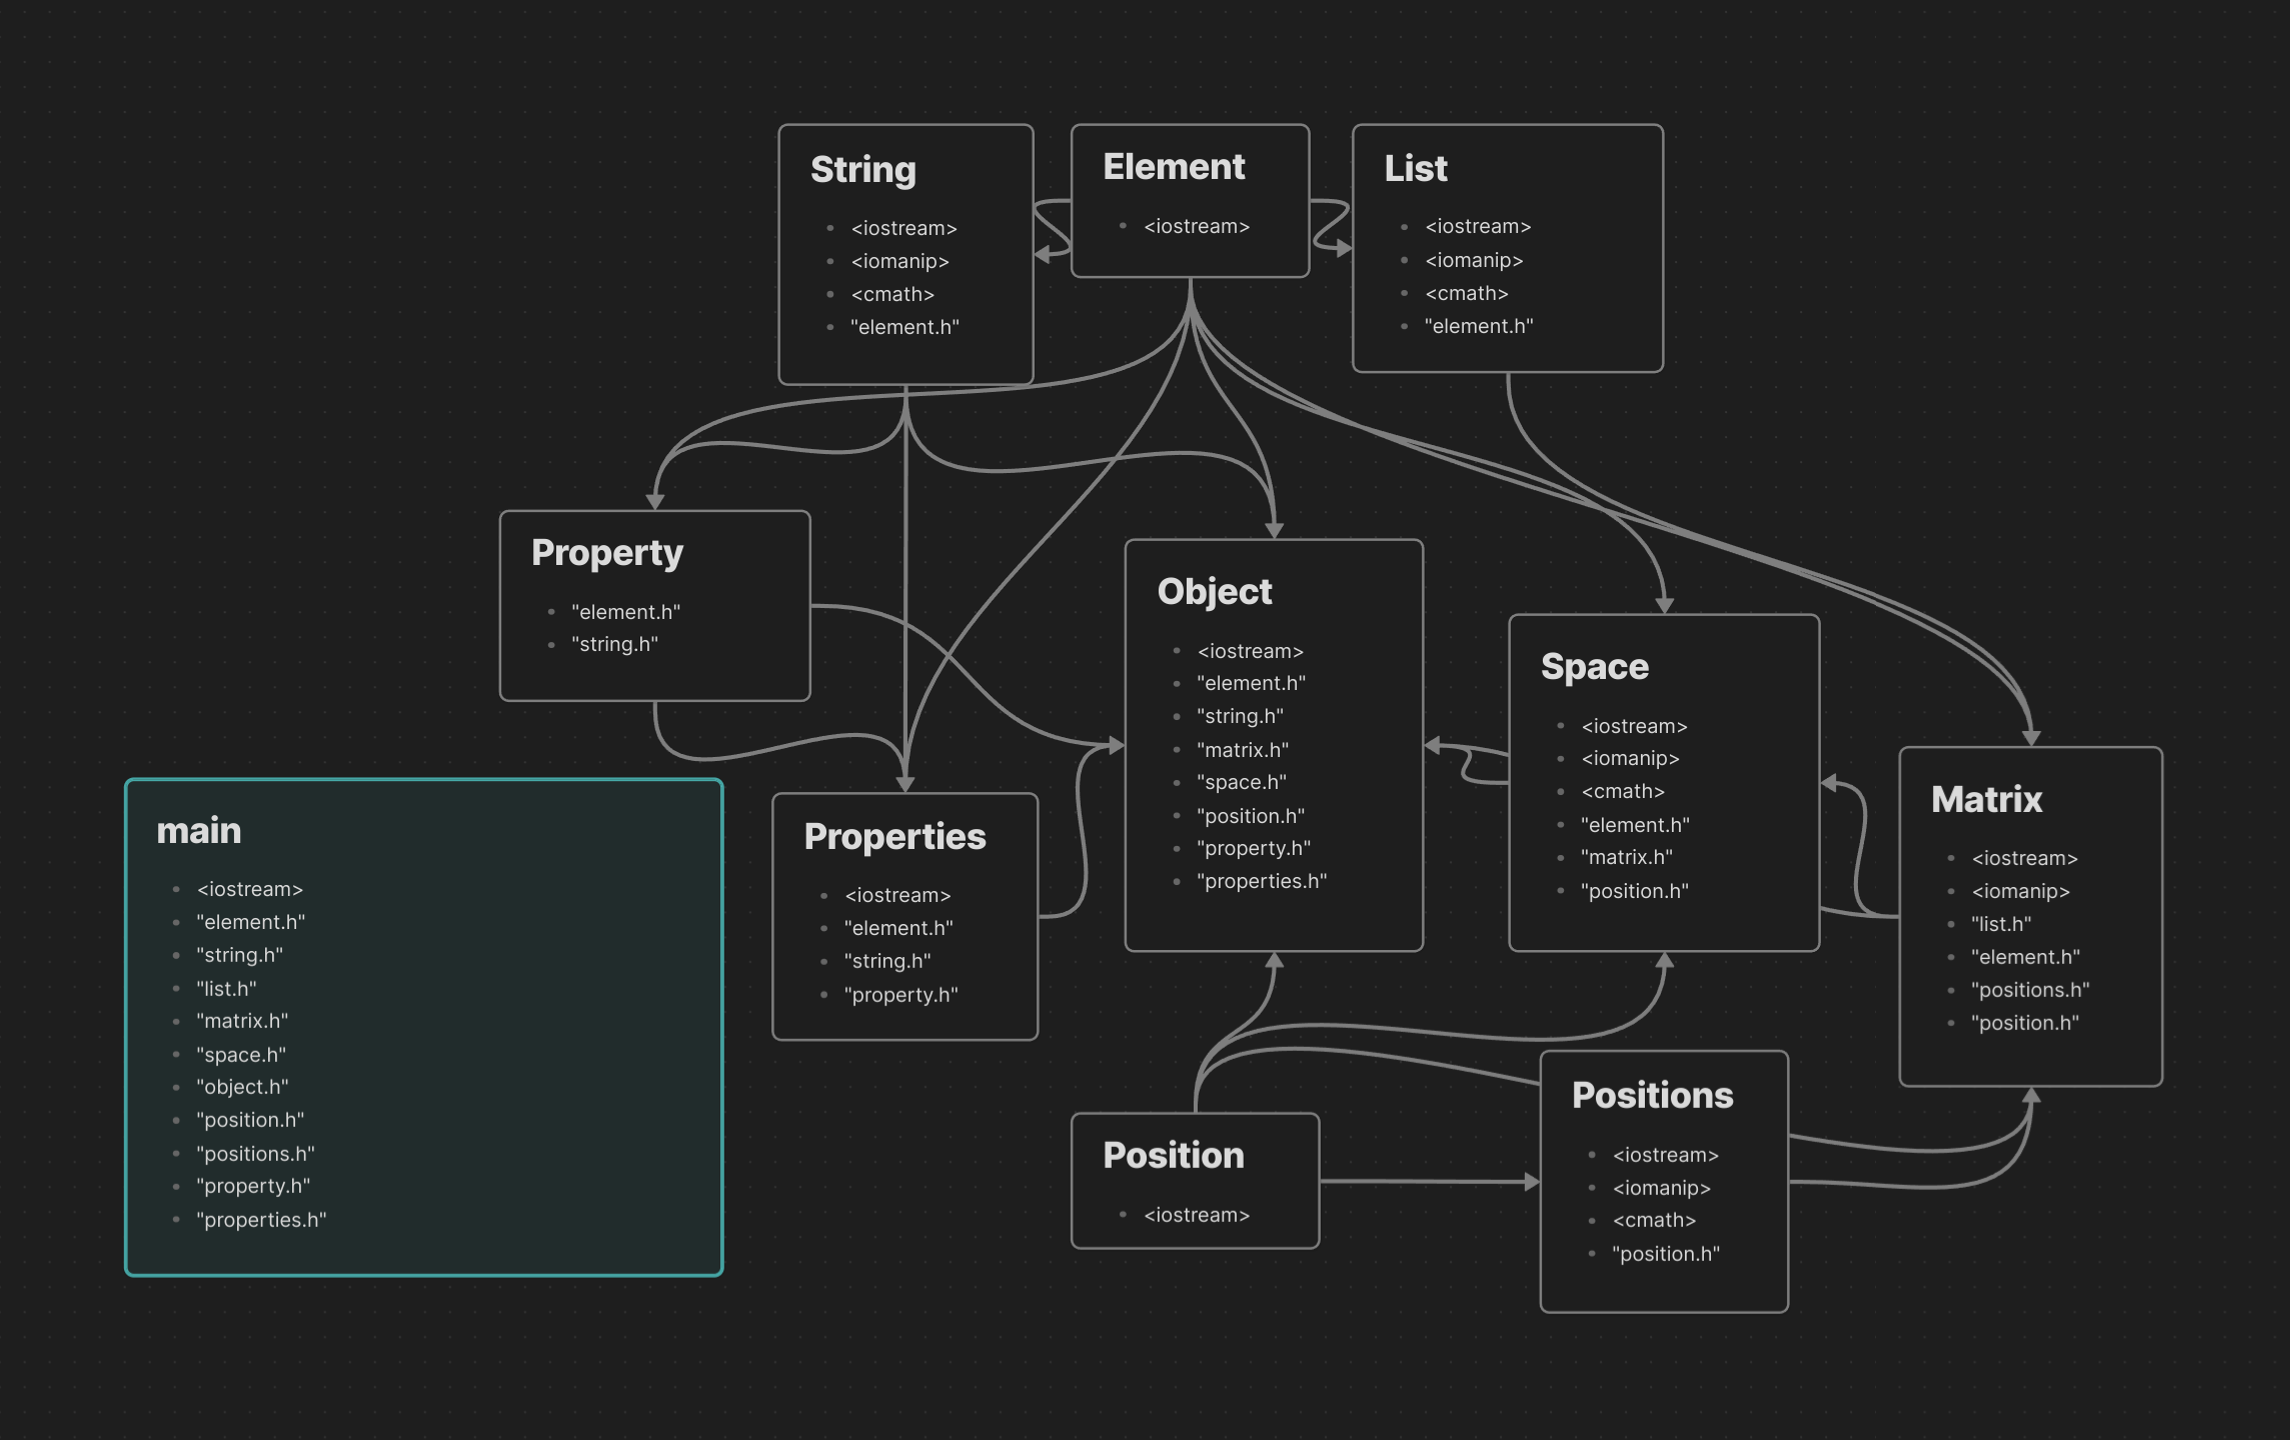 String
<iostream>
<iomanip>
<cmath>
"element.h"
Element
<iostream>
List
<iostream>
<iomanip>
<cmath>
"element.h"
Property
"element.h"
"string.h"
Object
<iostream>
"element.h"
"string.h"
"matrix.h"
"space.h"
"position.h"
"property.h"
"properties.h"
Space
<iostream>
<iomanip>
<cmath>
"element.h"
"matrix.h"
"position.h"
Matrix
<iostream>
<iomanip>
"list.h"
"element.h"
"positions.h"
"position.h"
main
<iostream>
"element.h"
"string.h"
"list.h"
"matrix.h"
"space.h"
"object.h"
"position.h"
"positions.h"
"property.h"
"properties.h"
Properties
<iostream>
"element.h"
"string.h"
"property.h"
Position
<iostream>
Positions
<iostream>
<iomanip>
<cmath>
"position.h"